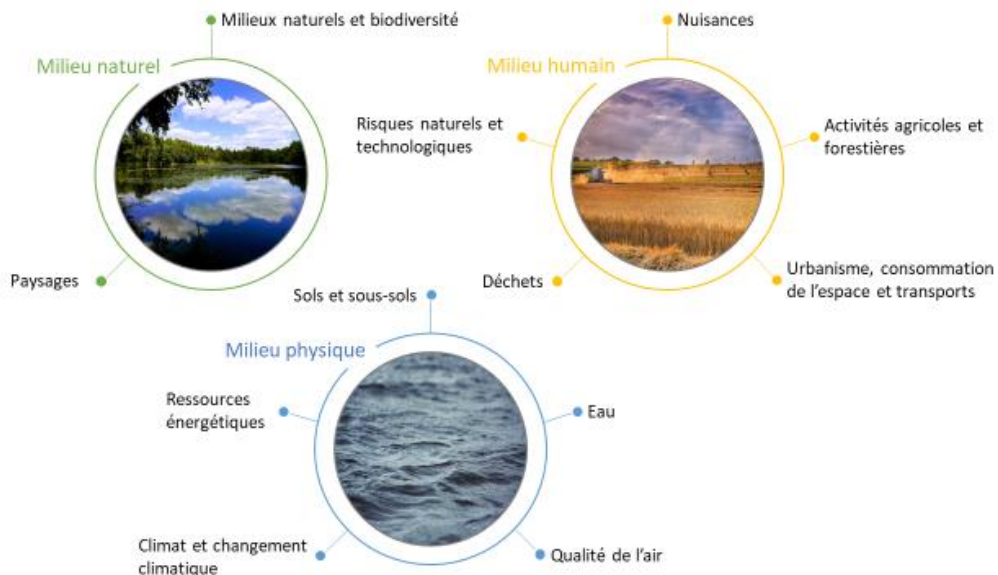 Milieux naturels et biodiversité
Milieu naturel
Paysages
Nuisances
Milieu humain
Risques naturels et
technologiques
Activités agricoles et
forestières
Déchets
Urbanisme, consommation
de l'espace et transports
Sols et sous-sols
Milieu physique
Ressources
énergétiques
Eau
Climat et changement
climatique
Qualité de l'air